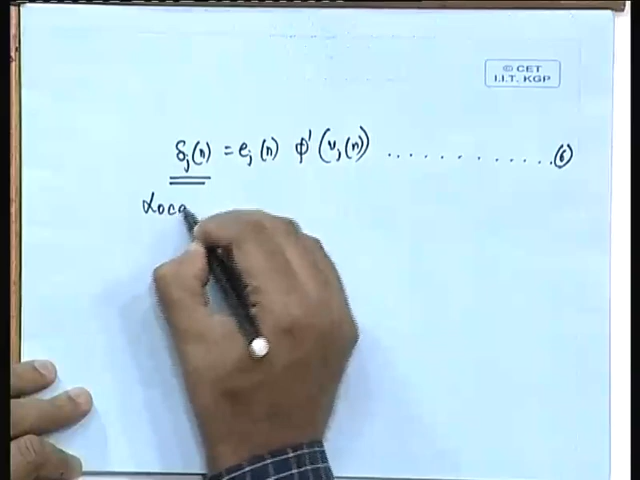 © CET
I.I.T. KGP
δj(n) = ej(n) φ'(vj(n)) ............. (6)
Loca